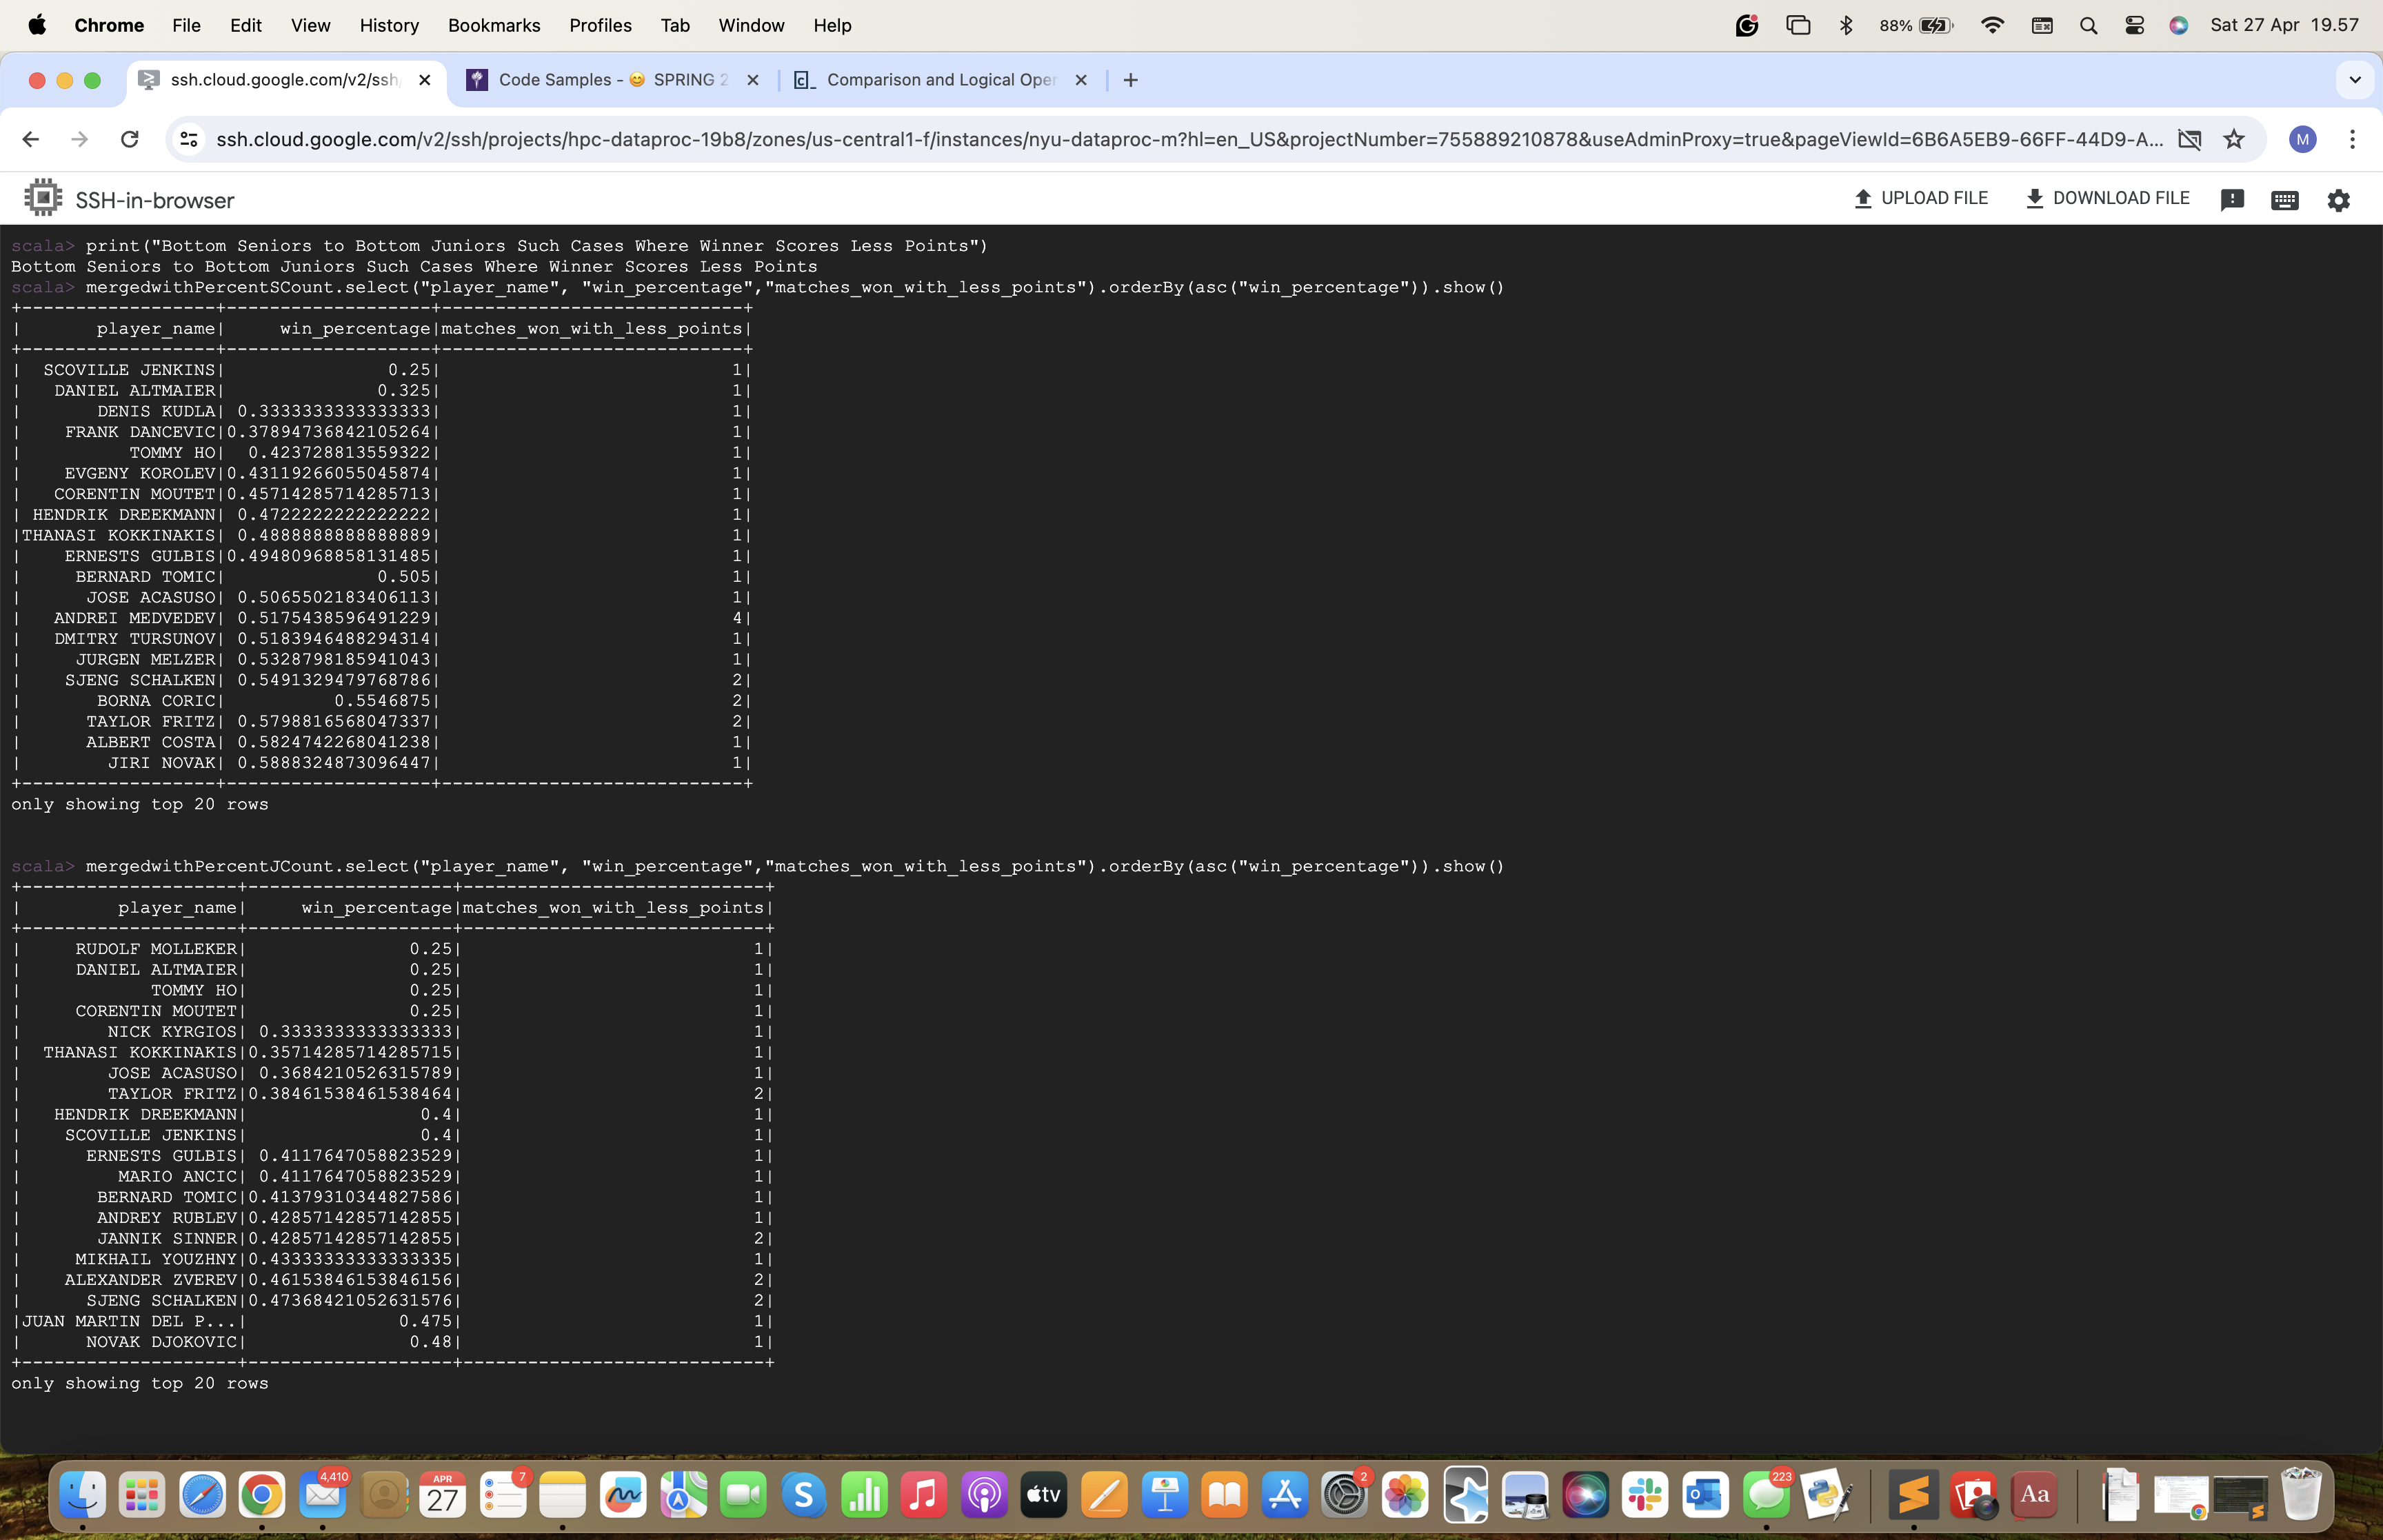 Chrome File Edit View History Bookmarks Profiles Tab Window Help 88% Sat 27 Apr 19.57
ssh.cloud.google.com/v2/ssh Code Samples - 😊 SPRING 2 Comparison and Logical Oper
ssh.cloud.google.com/v2/ssh/projects/hpc-dataproc-19b8/zones/us-central1-f/instances/nyu-dataproc-m?hl=en_US&projectNumber=755889210878&useAdminProxy=true&pageViewId=6B6A5EB9-66FF-44D9-A... M
SSH-in-browser UPLOAD FILE DOWNLOAD FILE
scala> print("Bottom Seniors to Bottom Juniors Such Cases Where Winner Scores Less Points")
Bottom Seniors to Bottom Juniors Such Cases Where Winner Scores Less Points
scala> mergedwithPercentSCount.select("player_name", "win_percentage","matches_won_with_less_points").orderBy(asc("win_percentage")).show()
+------------------+-------------------+----------------------------+
|       player_name|     win_percentage|matches_won_with_less_points|
+------------------+-------------------+----------------------------+
|  SCOVILLE JENKINS|               0.25|                           1|
|   DANIEL ALTMAIER|              0.325|                           1|
|       DENIS KUDLA| 0.3333333333333333|                           1|
|    FRANK DANCEVIC|0.37894736842105264|                           1|
|          TOMMY HO|  0.423728813559322|                           1|
|    EVGENY KOROLEV|0.43119266055045874|                           1|
|   CORENTIN MOUTET|0.45714285714285713|                           1|
| HENDRIK DREEKMANN| 0.4722222222222222|                           1|
|THANASI KOKKINAKIS| 0.4888888888888889|                           1|
|    ERNESTS GULBIS|0.49480968858131485|                           1|
|     BERNARD TOMIC|              0.505|                           1|
|      JOSE ACASUSO| 0.5065502183406113|                           1|
|   ANDREI MEDVEDEV| 0.5175438596491229|                           4|
|   DMITRY TURSUNOV| 0.5183946488294314|                           1|
|     JURGEN MELZER| 0.5328798185941043|                           1|
|    SJENG SCHALKEN| 0.5491329479768786|                           2|
|       BORNA CORIC|          0.5546875|                           2|
|      TAYLOR FRITZ| 0.5798816568047337|                           2|
|      ALBERT COSTA| 0.5824742268041238|                           1|
|        JIRI NOVAK| 0.5888324873096447|                           1|
+------------------+-------------------+----------------------------+
only showing top 20 rows
scala> mergedwithPercentJCount.select("player_name", "win_percentage","matches_won_with_less_points").orderBy(asc("win_percentage")).show()
+--------------------+-------------------+----------------------------+
|         player_name|     win_percentage|matches_won_with_less_points|
+--------------------+-------------------+----------------------------+
|     RUDOLF MOLLEKER|               0.25|                           1|
|     DANIEL ALTMAIER|               0.25|                           1|
|            TOMMY HO|               0.25|                           1|
|     CORENTIN MOUTET|               0.25|                           1|
|        NICK KYRGIOS| 0.3333333333333333|                           1|
|  THANASI KOKKINAKIS|0.35714285714285715|                           1|
|        JOSE ACASUSO| 0.3684210526315789|                           1|
|        TAYLOR FRITZ|0.38461538461538464|                           2|
|   HENDRIK DREEKMANN|                0.4|                           1|
|    SCOVILLE JENKINS|                0.4|                           1|
|      ERNESTS GULBIS| 0.4117647058823529|                           1|
|         MARIO ANCIC| 0.4117647058823529|                           1|
|       BERNARD TOMIC|0.41379310344827586|                           1|
|       ANDREY RUBLEV|0.42857142857142855|                           1|
|       JANNIK SINNER|0.42857142857142855|                           2|
|     MIKHAIL YOUZHNY|0.43333333333333335|                           1|
|    ALEXANDER ZVEREV|0.46153846153846156|                           2|
|      SJENG SCHALKEN|0.47368421052631576|                           2|
|JUAN MARTIN DEL P...|              0.475|                           1|
|      NOVAK DJOKOVIC|               0.48|                           1|
+--------------------+-------------------+----------------------------+
only showing top 20 rows
4,410 APR 27 7 tv 2 223 Aa